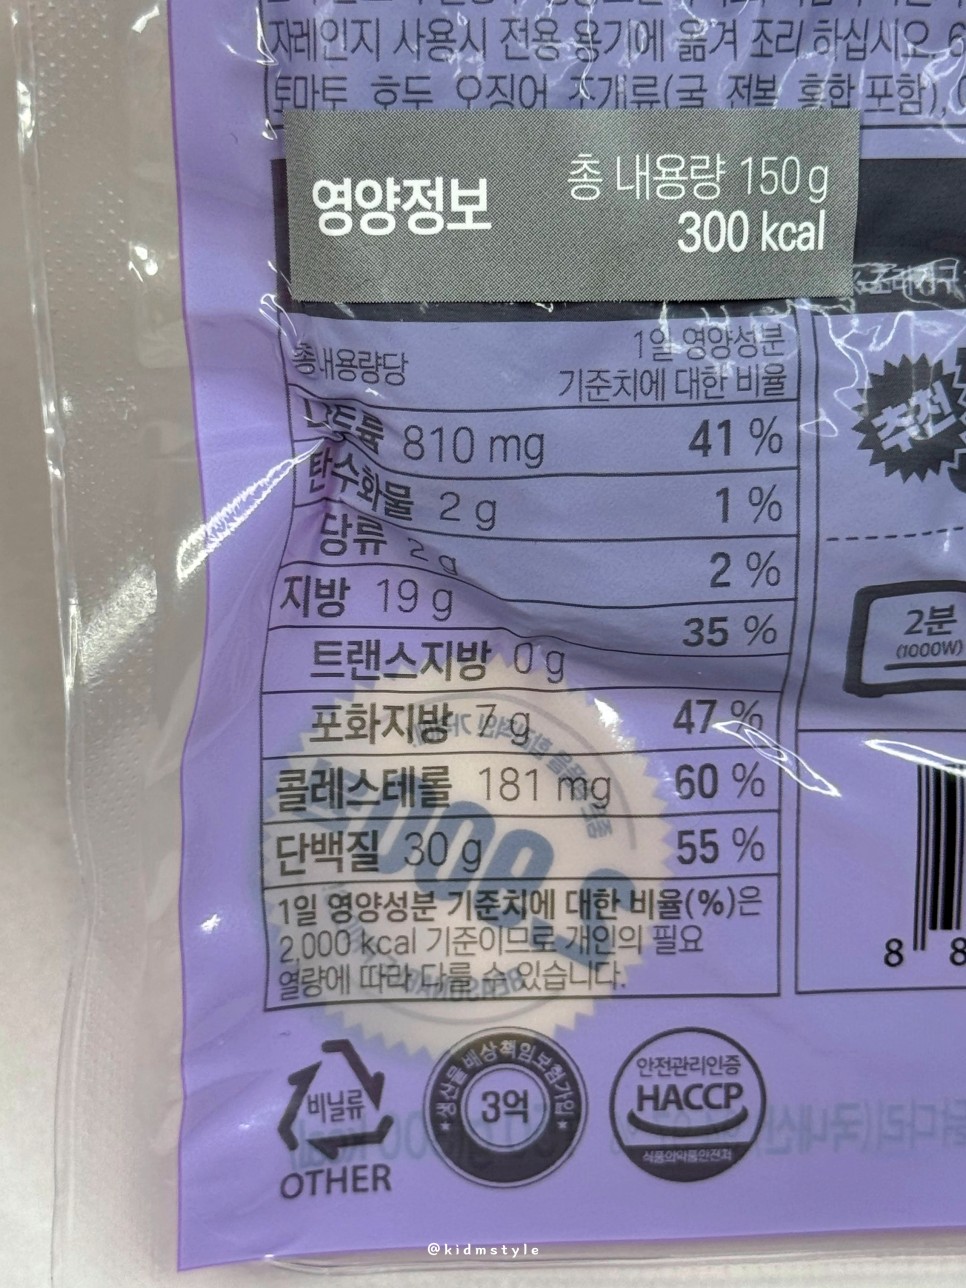 자레인지 사용시 전용 용기에 옮겨 조리 하십시오.
토마토, 호두, 오징어, 조개류(굴, 전복, 홍합 포함),
영양정보
총 내용량 150 g
300 kcal
총내용량당
1일 영양성분
기준치에 대한 비율
나트륨 810 mg 41 %
탄수화물 2 g 1 %
당류 2 g 2 %
지방 19 g 35 %
트랜스지방 0 g
포화지방 7 g 47 %
콜레스테롤 181 mg 60 %
단백질 30 g 55 %
1일 영양성분 기준치에 대한 비율(%)은
2,000 kcal 기준이므로 개인의 필요
열량에 따라 다를 수 있습니다.
추천
2분
(1000W)
8 8
비닐류
OTHER
생산물배상책임보험가입
3억
안전관리인증
HACCP
식품의약품안전처
@kidmstyle